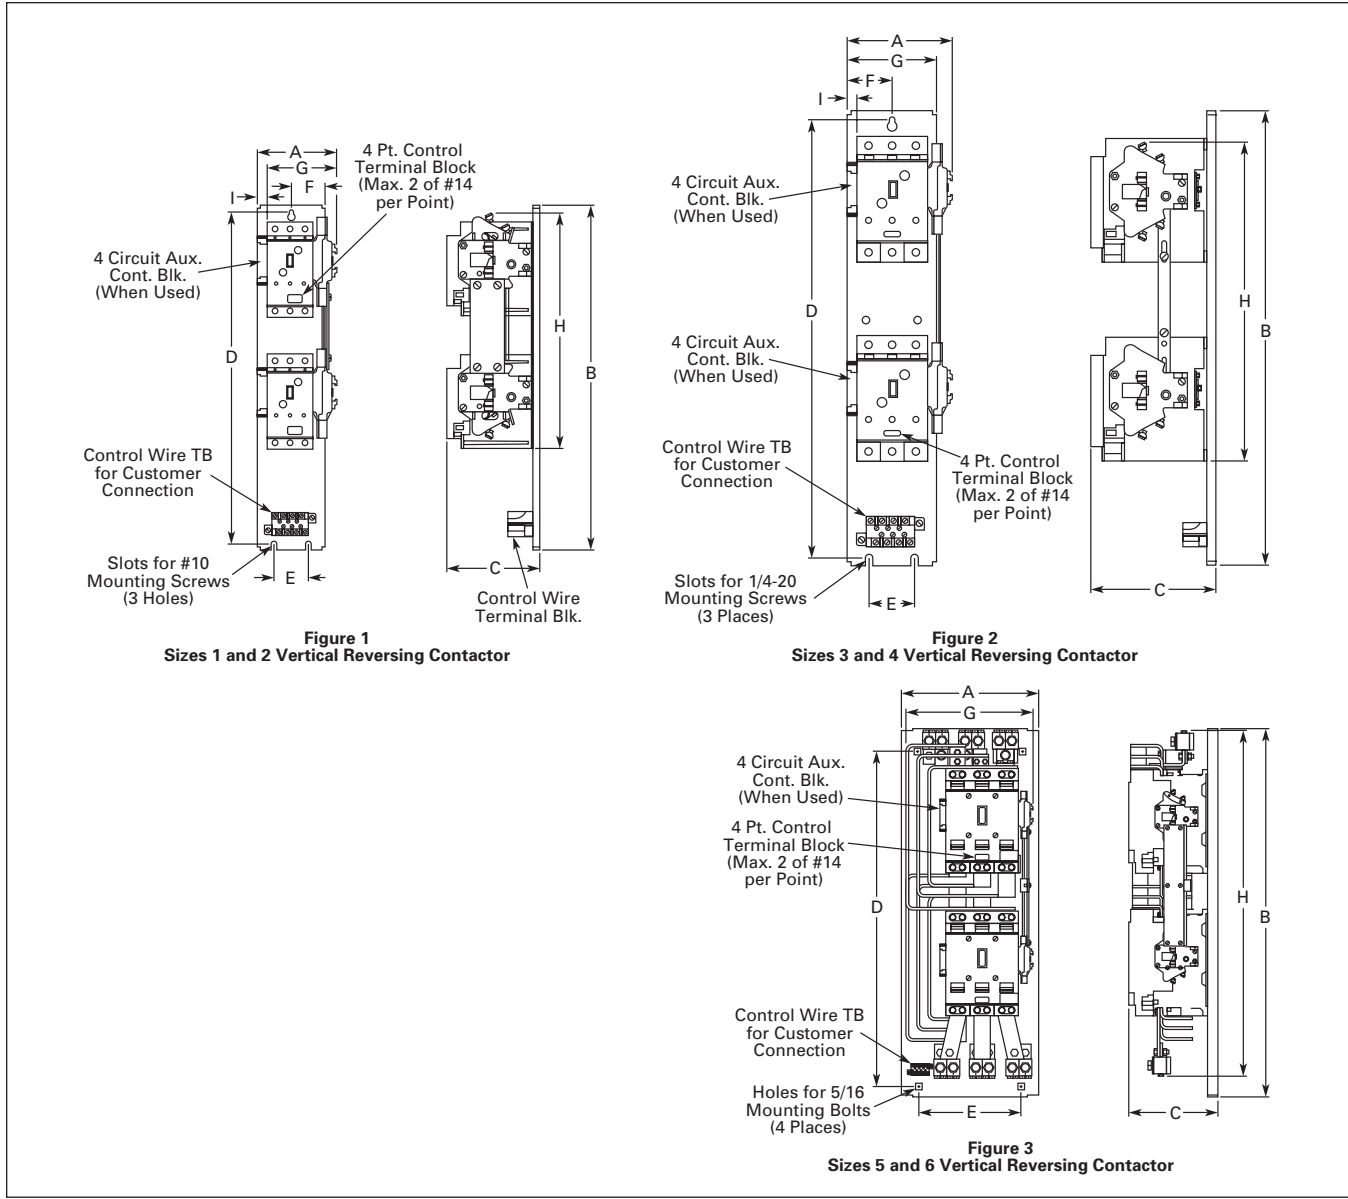 A
G
F
I
4 Pt. Control
Terminal Block
(Max. 2 of #14
per Point)
4 Circuit Aux.
Cont. Blk.
(When Used)
D
H
B
Control Wire TB
for Customer
Connection
Slots for #10
Mounting Screws
(3 Holes)
E
C
Control Wire
Terminal Blk.
Figure 1
Sizes 1 and 2 Vertical Reversing Contactor
A
G
F
I
4 Circuit Aux.
Cont. Blk.
(When Used)
D
H
B
4 Circuit Aux.
Cont. Blk.
(When Used)
Control Wire TB
for Customer
Connection
4 Pt. Control
Terminal Block
(Max. 2 of #14
per Point)
Slots for 1/4-20
Mounting Screws
(3 Places)
E
C
Figure 2
Sizes 3 and 4 Vertical Reversing Contactor
A
G
4 Circuit Aux.
Cont. Blk.
(When Used)
4 Pt. Control
Terminal Block
(Max. 2 of #14
per Point)
D
H
B
Control Wire TB
for Customer
Connection
Holes for 5/16
Mounting Bolts
(4 Places)
E
C
Figure 3
Sizes 5 and 6 Vertical Reversing Contactor